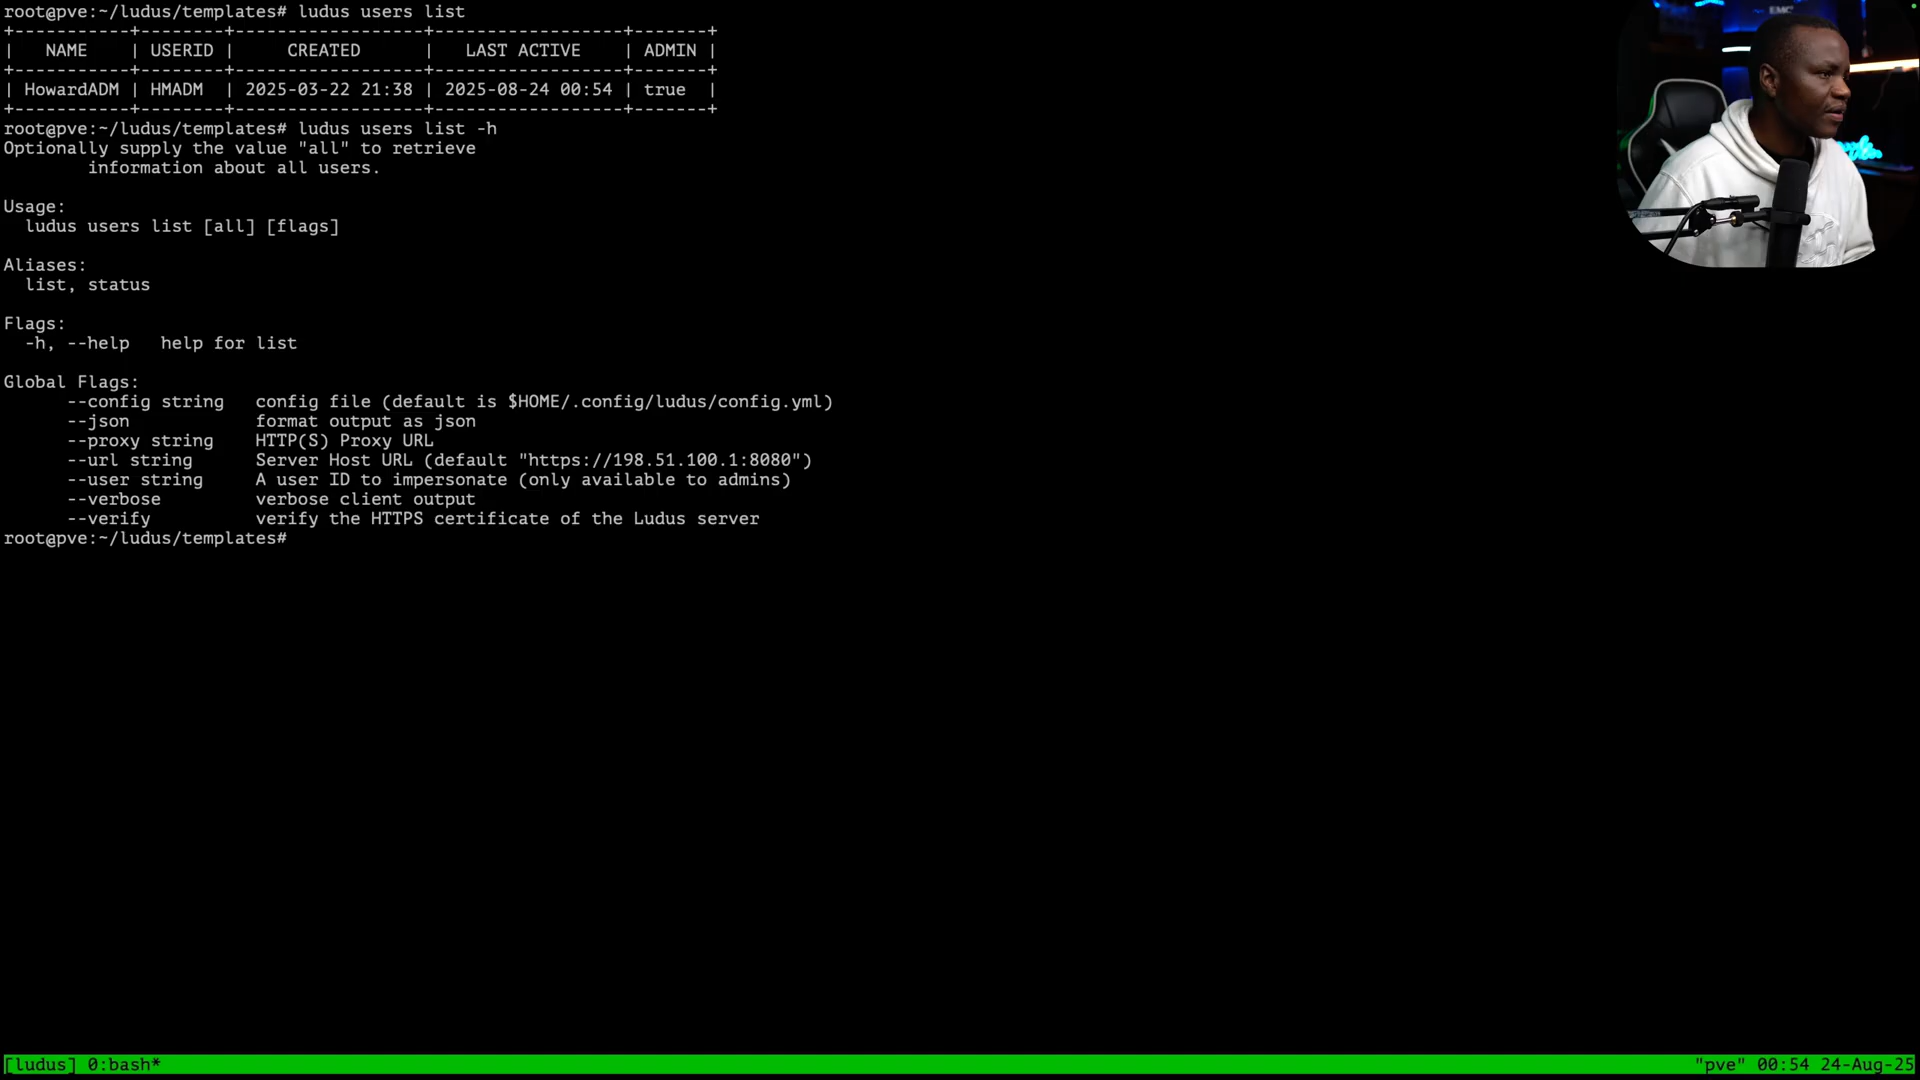 root@pve:~/ludus/templates# ludus users list
+-----------+--------+------------------+------------------+-------+
|   NAME    | USERID |     CREATED      |   LAST ACTIVE    | ADMIN |
+-----------+--------+------------------+------------------+-------+
| HowardADM | HMADM  | 2025-03-22 21:38 | 2025-08-24 00:54 | true  |
+-----------+--------+------------------+------------------+-------+
root@pve:~/ludus/templates# ludus users list -h
Optionally supply the value "all" to retrieve
        information about all users.
Usage:
  ludus users list [all] [flags]
Aliases:
  list, status
Flags:
  -h, --help   help for list
Global Flags:
      --config string   config file (default is $HOME/.config/ludus/config.yml)
      --json            format output as json
      --proxy string    HTTP(S) Proxy URL
      --url string      Server Host URL (default "https://198.51.100.1:8080")
      --user string     A user ID to impersonate (only available to admins)
      --verbose         verbose client output
      --verify          verify the HTTPS certificate of the Ludus server
root@pve:~/ludus/templates#
EMC
[ludus] 0:bash* "pve" 00:54 24-Aug-25